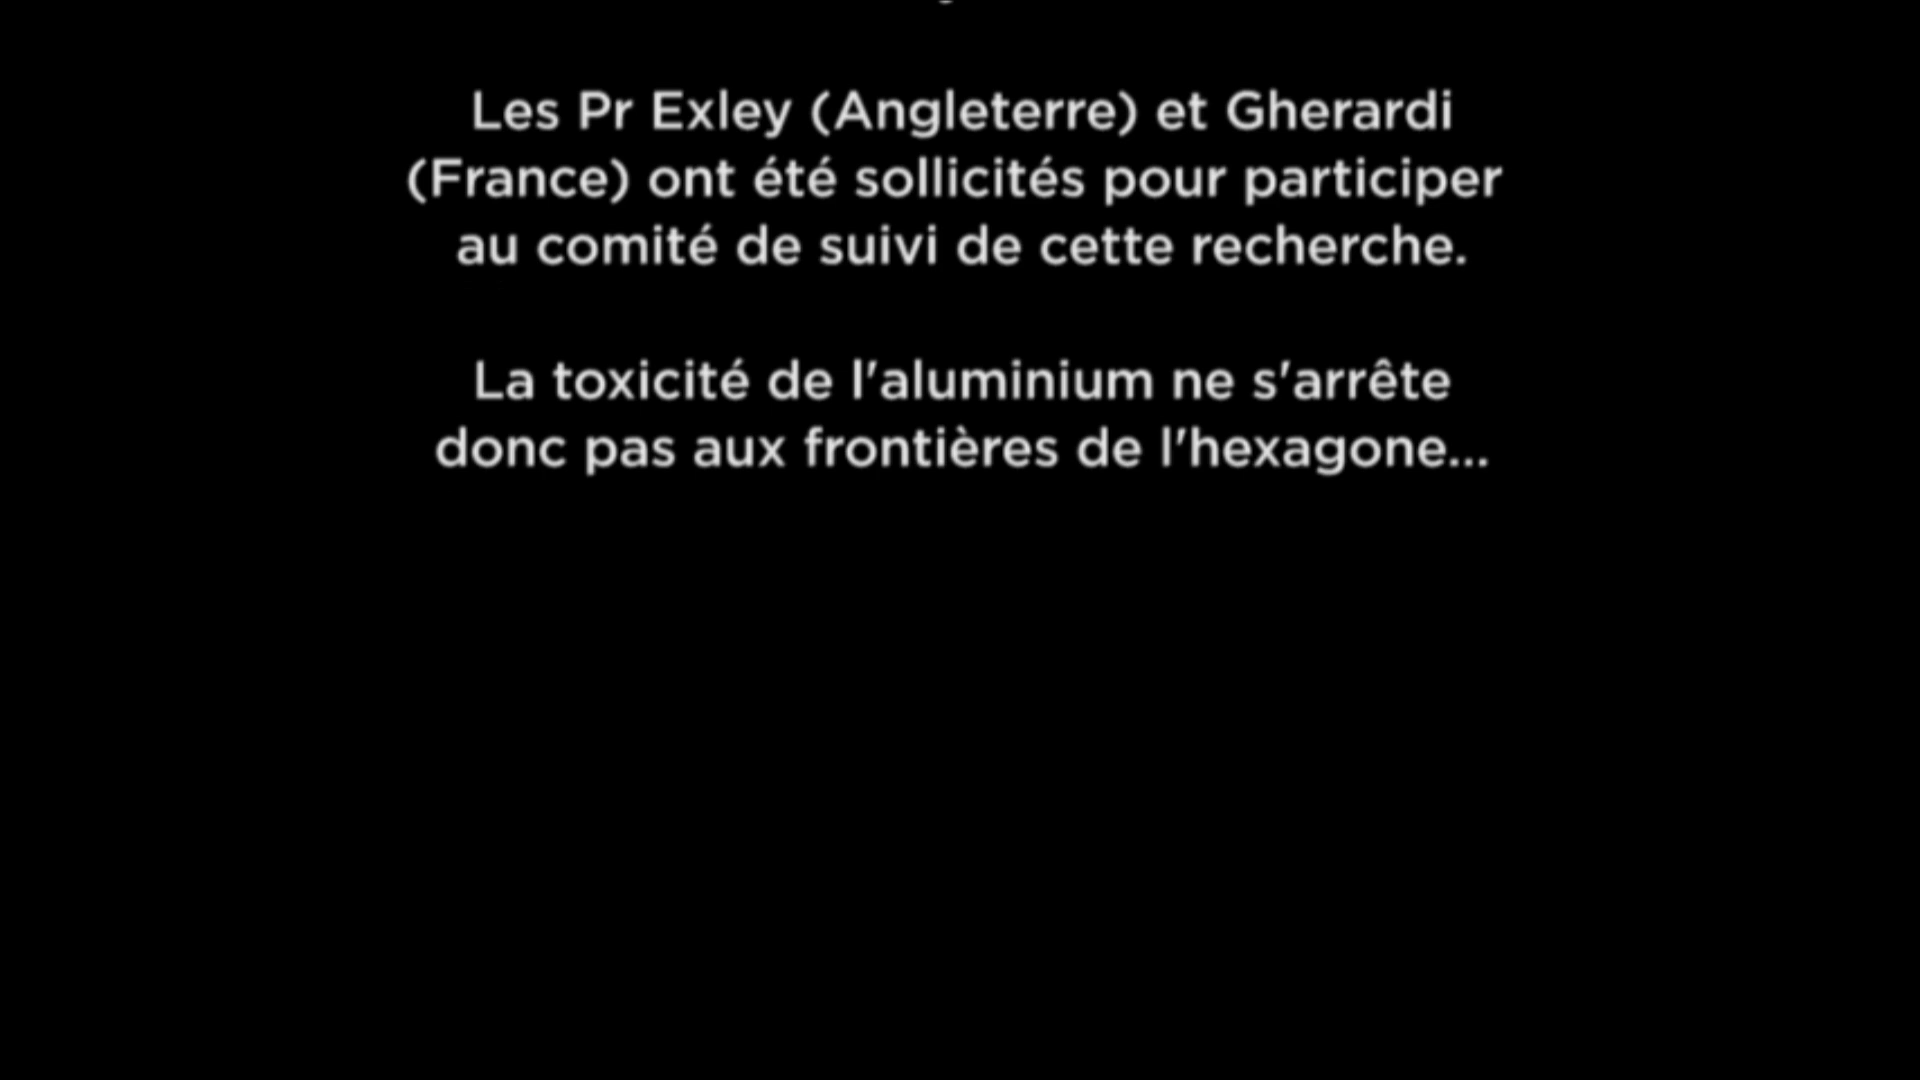 Les Pr Exley (Angleterre) et Gherardi
(France) ont été sollicités pour participer
au comité de suivi de cette recherche.
La toxicité de l'aluminium ne s'arrête
donc pas aux frontières de l'hexagone...